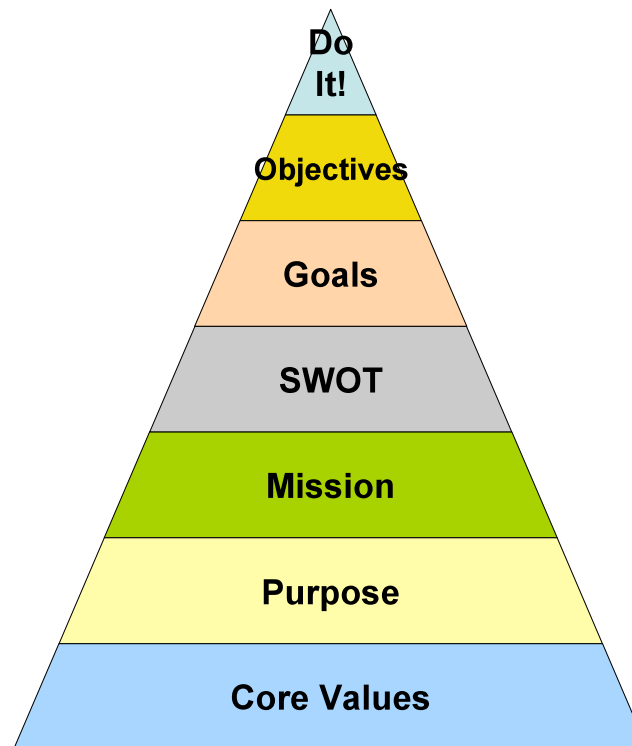 Do
It!
Objectives
Goals
SWOT
Mission
Purpose
Core Values